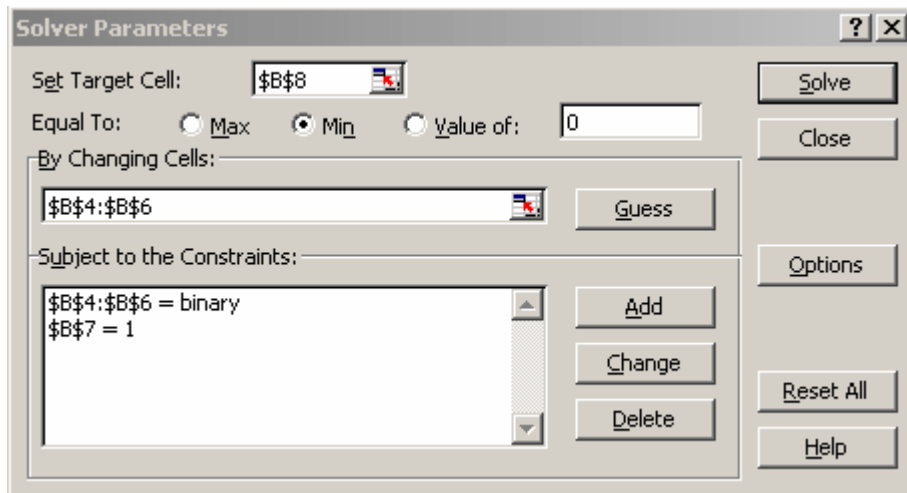 Solver Parameters
? X
Set Target Cell: $B$8
Solve
Equal To: Max Min Value of: 0
Close
By Changing Cells:
$B$4:$B$6
Guess
Subject to the Constraints:
Options
$B$4:$B$6 = binary
$B$7 = 1
Add
Change
Delete
Reset All
Help